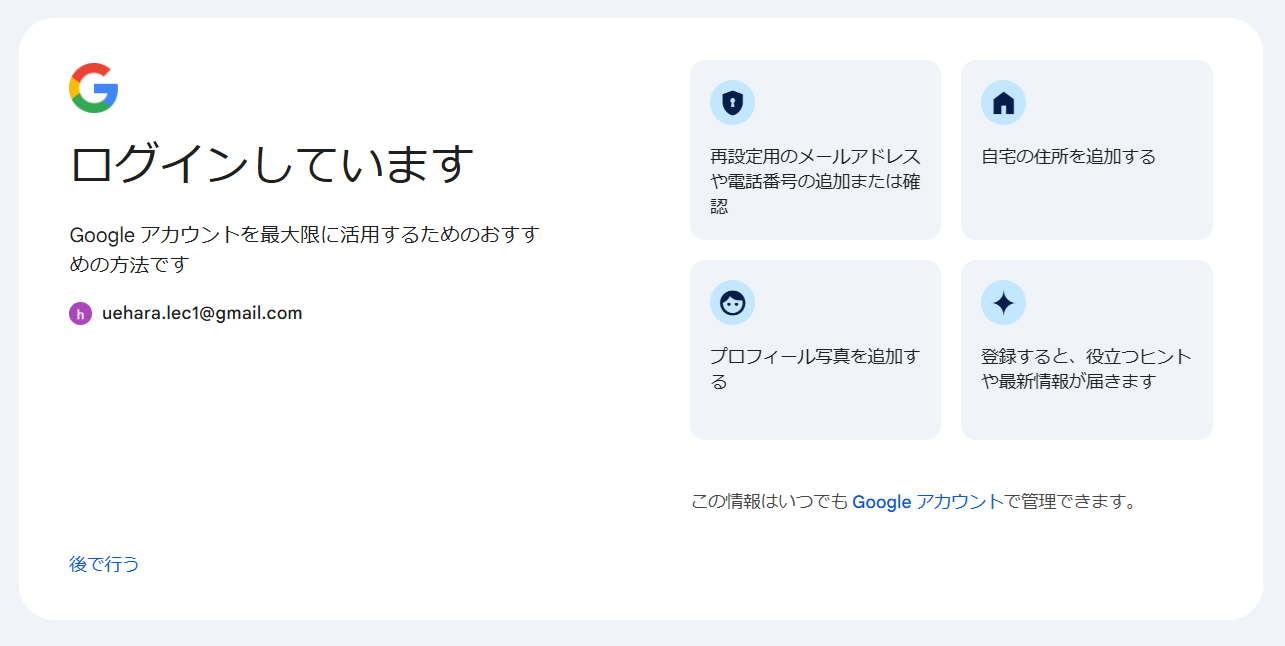 ログインしています
Google アカウントを最大限に活用するためのおすす
めの方法です
h
uehara.lec1@gmail.com
再設定用のメールアドレス
や電話番号の追加または確
認
自宅の住所を追加する
プロフィール写真を追加す
る
登録すると、役立つヒント
や最新情報が届きます
この情報はいつでも Google アカウントで管理できます。
後で行う